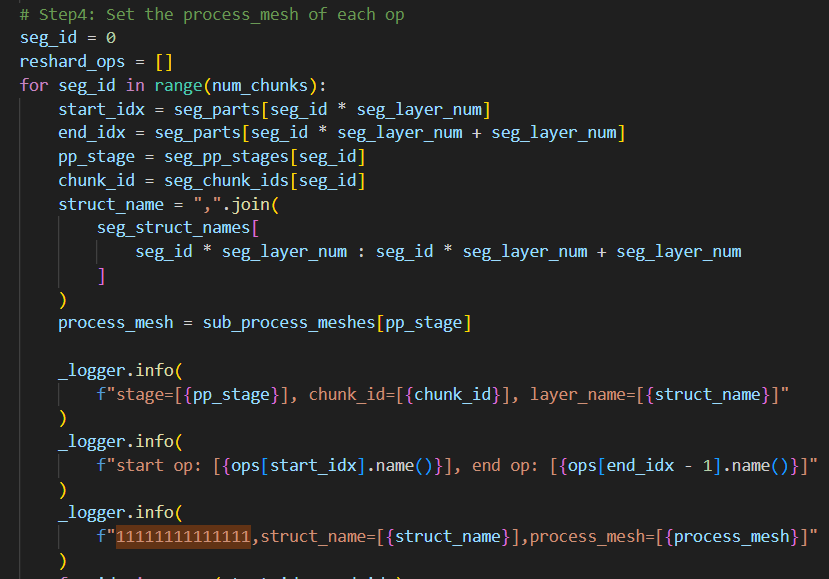 # Step4: Set the process_mesh of each op
seg_id = 0
reshard_ops = []
for seg_id in range(num_chunks):
    start_idx = seg_parts[seg_id * seg_layer_num]
    end_idx = seg_parts[seg_id * seg_layer_num + seg_layer_num]
    pp_stage = seg_pp_stages[seg_id]
    chunk_id = seg_chunk_ids[seg_id]
    struct_name = ",".join(
        seg_struct_names[
            seg_id * seg_layer_num : seg_id * seg_layer_num + seg_layer_num
        ]
    )
    process_mesh = sub_process_meshes[pp_stage]

    _logger.info(
        f"stage=[{pp_stage}], chunk_id=[{chunk_id}], layer_name=[{struct_name}]"
    )
    _logger.info(
        f"start op: [{ops[start_idx].name()}], end op: [{ops[end_idx - 1].name()}]"
    )
    _logger.info(
        f"11111111111111,struct_name=[{struct_name}],process_mesh=[{process_mesh}]"
    )